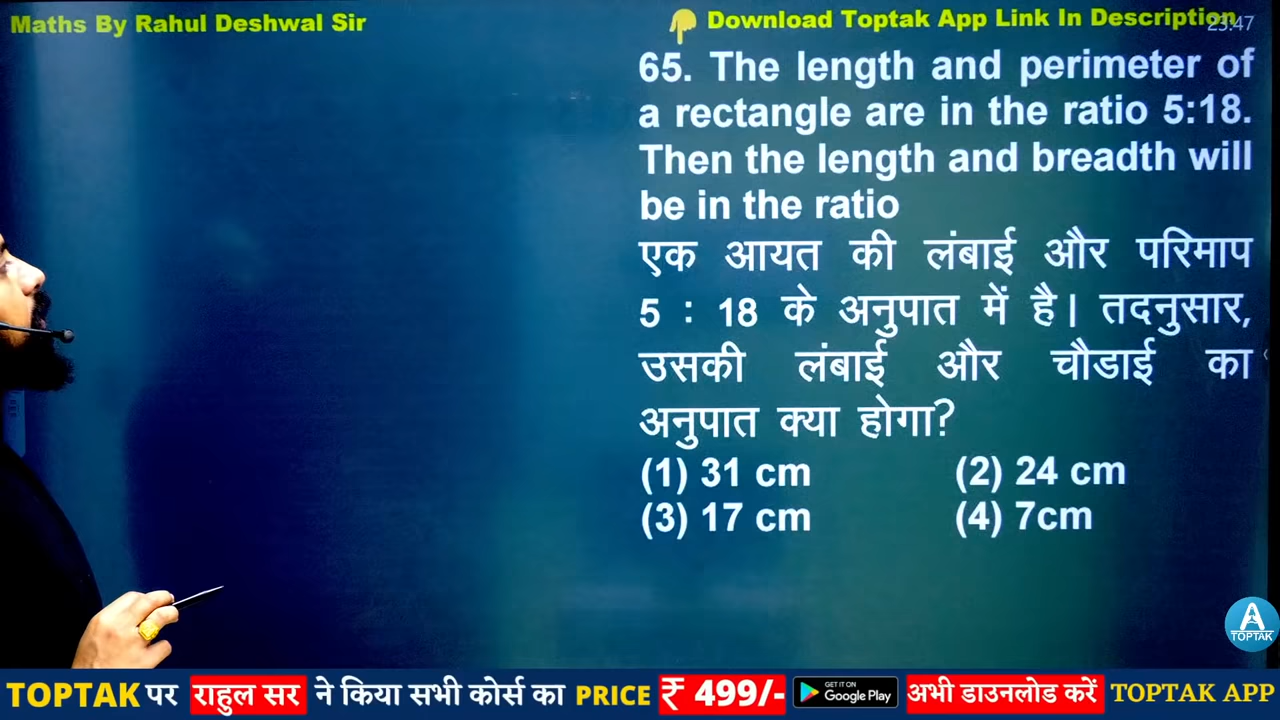 Maths By Rahul Deshwal Sir
Download Toptak App Link In Description
23:47
65. The length and perimeter of
a rectangle are in the ratio 5:18.
Then the length and breadth will
be in the ratio
एक आयत की लंबाई और परिमाप
5 : 18 के अनुपात में है। तदनुसार,
उसकी लंबाई और चौडाई का
अनुपात क्या होगा?
(1) 31 cm (2) 24 cm
(3) 17 cm (4) 7cm
A
TOPTAK
TOPTAK पर राहुल सर ने किया सभी कोर्स का PRICE ₹ 499/- GET IT ON Google Play अभी डाउनलोड करें TOPTAK APP